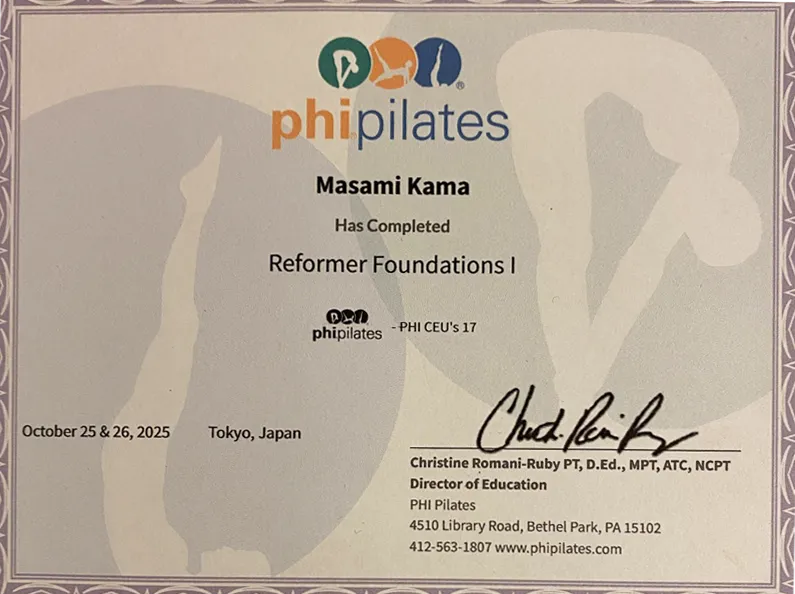 phipilates
Masami Kama
Has Completed
Reformer Foundations I
phipilates - PHI CEU's 17
October 25 & 26, 2025 Tokyo, Japan
Christine Romani-Ruby PT, D.Ed., MPT, ATC, NCPT
Director of Education
PHI Pilates
4510 Library Road, Bethel Park, PA 15102
412-563-1807 www.phipilates.com